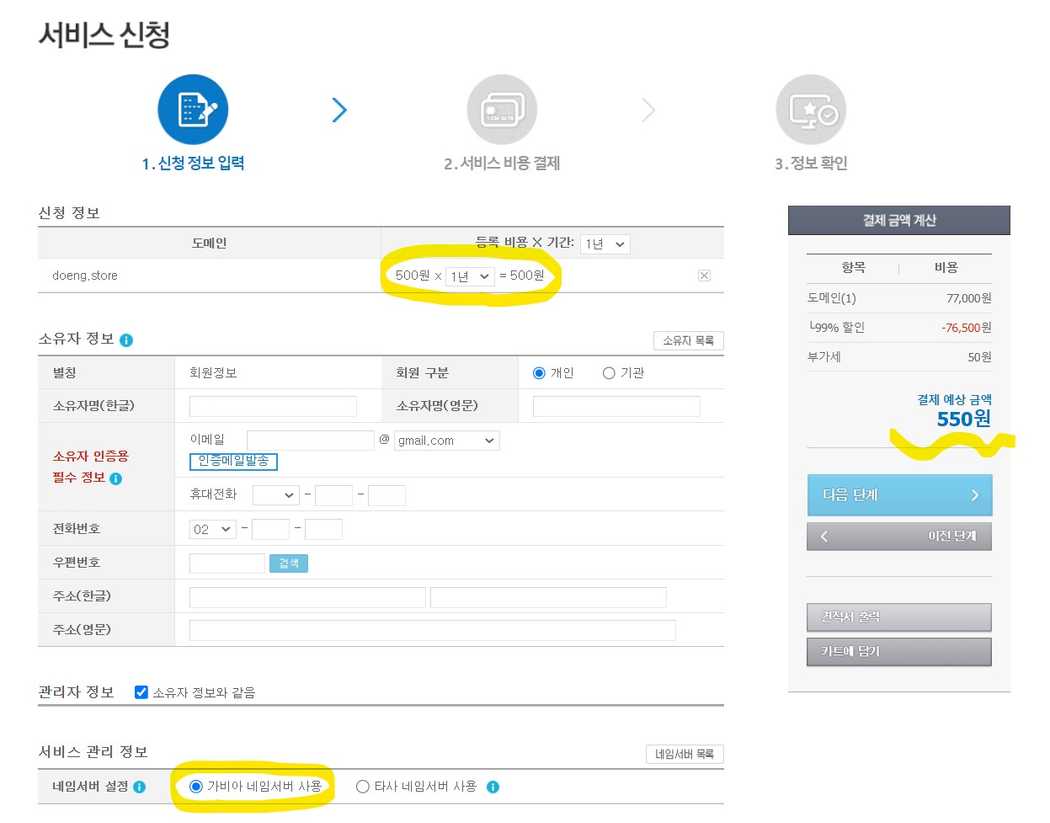 서비스 신청
1. 신청 정보 입력
2. 서비스 비용 결제
3. 정보 확인
신청 정보
도메인 등록 비용 X 기간: 1년
doeng.store 500원 x 1년 = 500원
소유자 정보 소유자 목록
별칭 회원정보 회원 구분 개인 기관
소유자명(한글) 소유자명(영문)
소유자 인증용
필수 정보
이메일 @ gmail.com
인증메일발송
휴대전화 - -
전화번호 02 - -
우편번호 검색
주소(한글)
주소(영문)
관리자 정보 소유자 정보와 같음
서비스 관리 정보 네임서버 목록
네임서버 설정 가비아 네임서버 사용 타사 네임서버 사용
결제 금액 계산
항목 비용
도메인(1) 77,000원
└99% 할인 -76,500원
부가세 50원
결제 예상 금액
550원
다음 단계
이전 단계
견적서 출력
카트에 담기